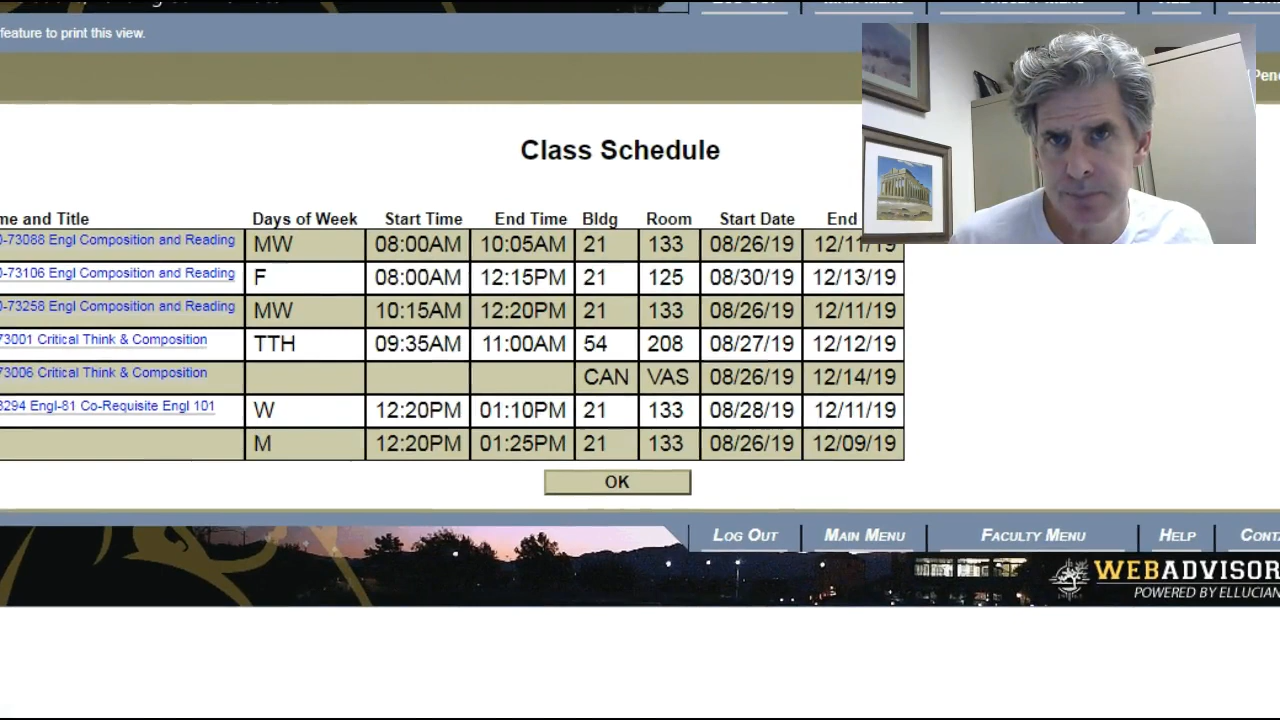 feature to print this view.
Class Schedule
me and Title Days of Week Start Time End Time Bldg Room Start Date End
0-73088 Engl Composition and Reading MW 08:00AM 10:05AM 21 133 08/26/19 12/11/19
0-73106 Engl Composition and Reading F 08:00AM 12:15PM 21 125 08/30/19 12/13/19
0-73258 Engl Composition and Reading MW 10:15AM 12:20PM 21 133 08/26/19 12/11/19
73001 Critical Think & Composition TTH 09:35AM 11:00AM 54 208 08/27/19 12/12/19
73006 Critical Think & Composition CAN VAS 08/26/19 12/14/19
3294 Engl-81 Co-Requisite Engl 101 W 12:20PM 01:10PM 21 133 08/28/19 12/11/19
M 12:20PM 01:25PM 21 133 08/26/19 12/09/19
OK
LOG OUT MAIN MENU FACULTY MENU HELP CONTA
WEBADVISOR
POWERED BY ELLUCIAN